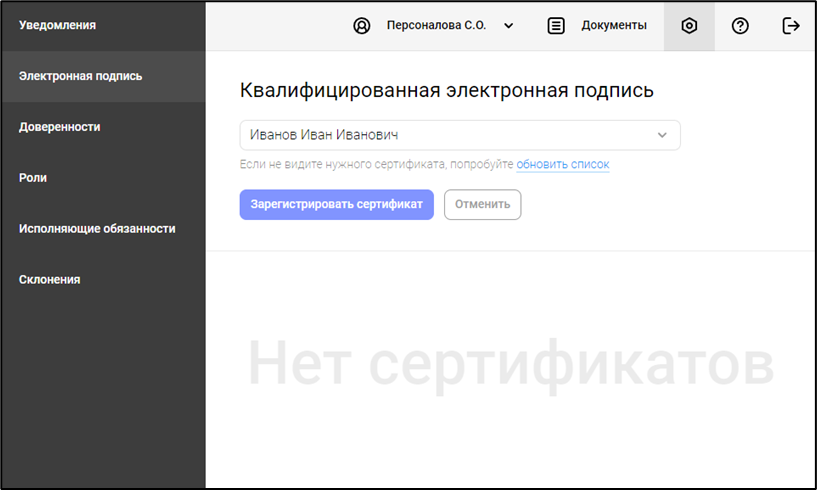 Уведомления
Персоналова С.О.
Документы
Электронная подпись
Доверенности
Роли
Исполняющие обязанности
Склонения
Квалифицированная электронная подпись
Иванов Иван Иванович
Если не видите нужного сертификата, попробуйте обновить список
Зарегистрировать сертификат
Отменить
Нет сертификатов